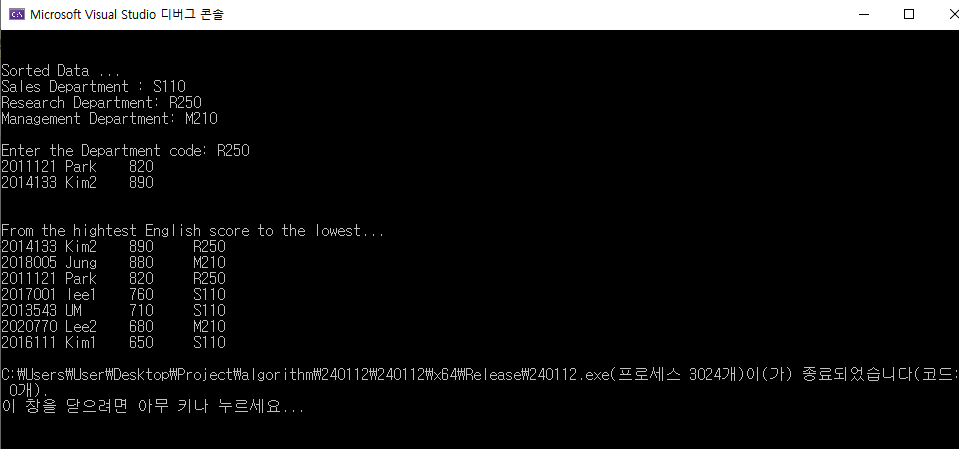 Microsoft Visual Studio 디버그 콘솔
Sorted Data ...
Sales Department : S110
Research Department: R250
Management Department: M210
Enter the Department code: R250
2011121 Park 820
2014133 Kim2 890
From the hightest English score to the lowest...
2014133 Kim2 890 R250
2018005 Jung 880 M210
2011121 Park 820 R250
2017001 lee1 760 S110
2013543 UM 710 S110
2020770 Lee2 680 M210
2016111 Kim1 650 S110
C:₩Users₩User₩Desktop₩Project₩algorithm₩240112₩240112₩x64₩Release₩240112.exe(프로세스 3024개)이(가) 종료되었습니다(코드:
0개).
이 창을 닫으려면 아무 키나 누르세요...